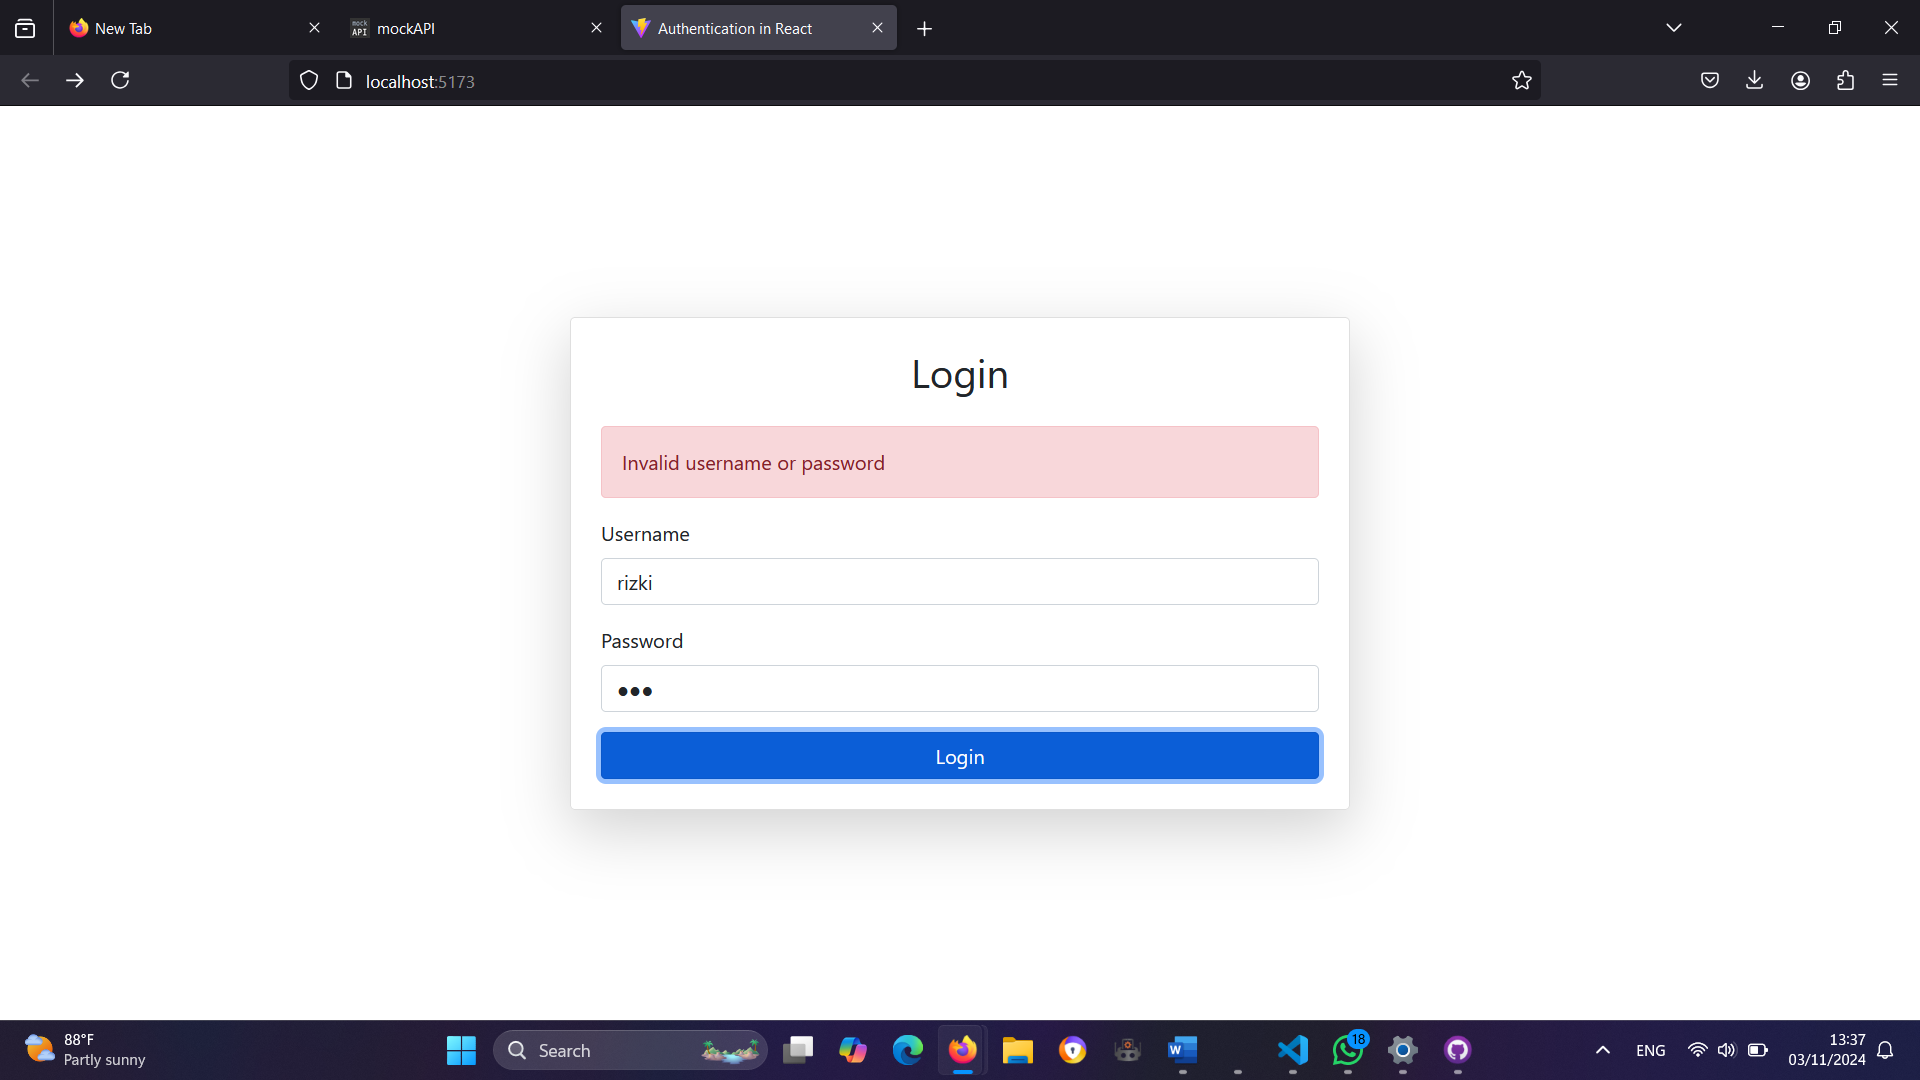 New Tab
mock API mockAPI
Authentication in React
localhost:5173
Login
Invalid username or password
Username
rizki
Password
Login
88°F
Partly sunny
Search
18
ENG
13:37
03/11/2024